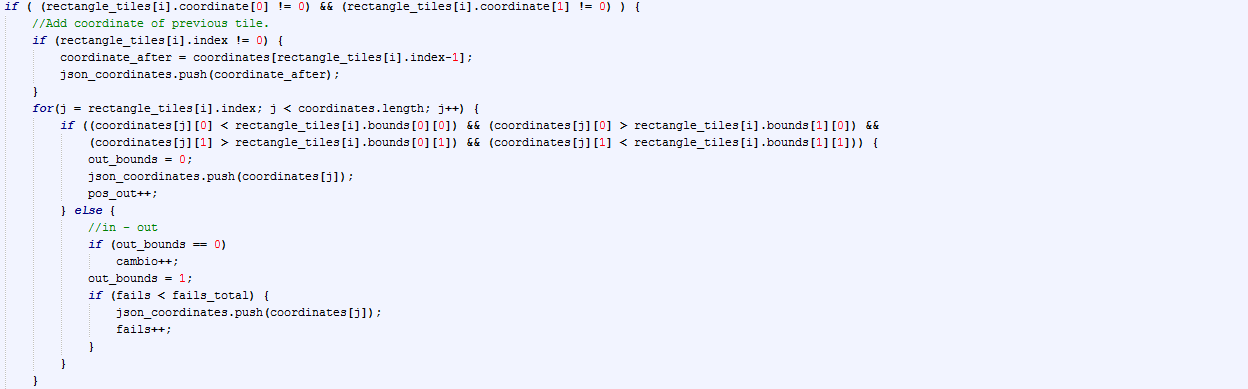 if ( (rectangle_tiles[i].coordinate[0] != 0) && (rectangle_tiles[i].coordinate[1] != 0) ) {
    //Add coordinate of previous tile.
    if (rectangle_tiles[i].index != 0) {
        coordinate_after = coordinates[rectangle_tiles[i].index-1];
        json_coordinates.push(coordinate_after);
    }
    for(j = rectangle_tiles[i].index; j < coordinates.length; j++) {
        if ((coordinates[j][0] < rectangle_tiles[i].bounds[0][0]) && (coordinates[j][0] > rectangle_tiles[i].bounds[1][0]) &&
            (coordinates[j][1] > rectangle_tiles[i].bounds[0][1]) && (coordinates[j][1] < rectangle_tiles[i].bounds[1][1])) {
            out_bounds = 0;
            json_coordinates.push(coordinates[j]);
            pos_out++;
        } else {
            //in - out
            if (out_bounds == 0)
                cambio++;
            out_bounds = 1;
            if (fails < fails_total) {
                json_coordinates.push(coordinates[j]);
                fails++;
            }
        }
    }